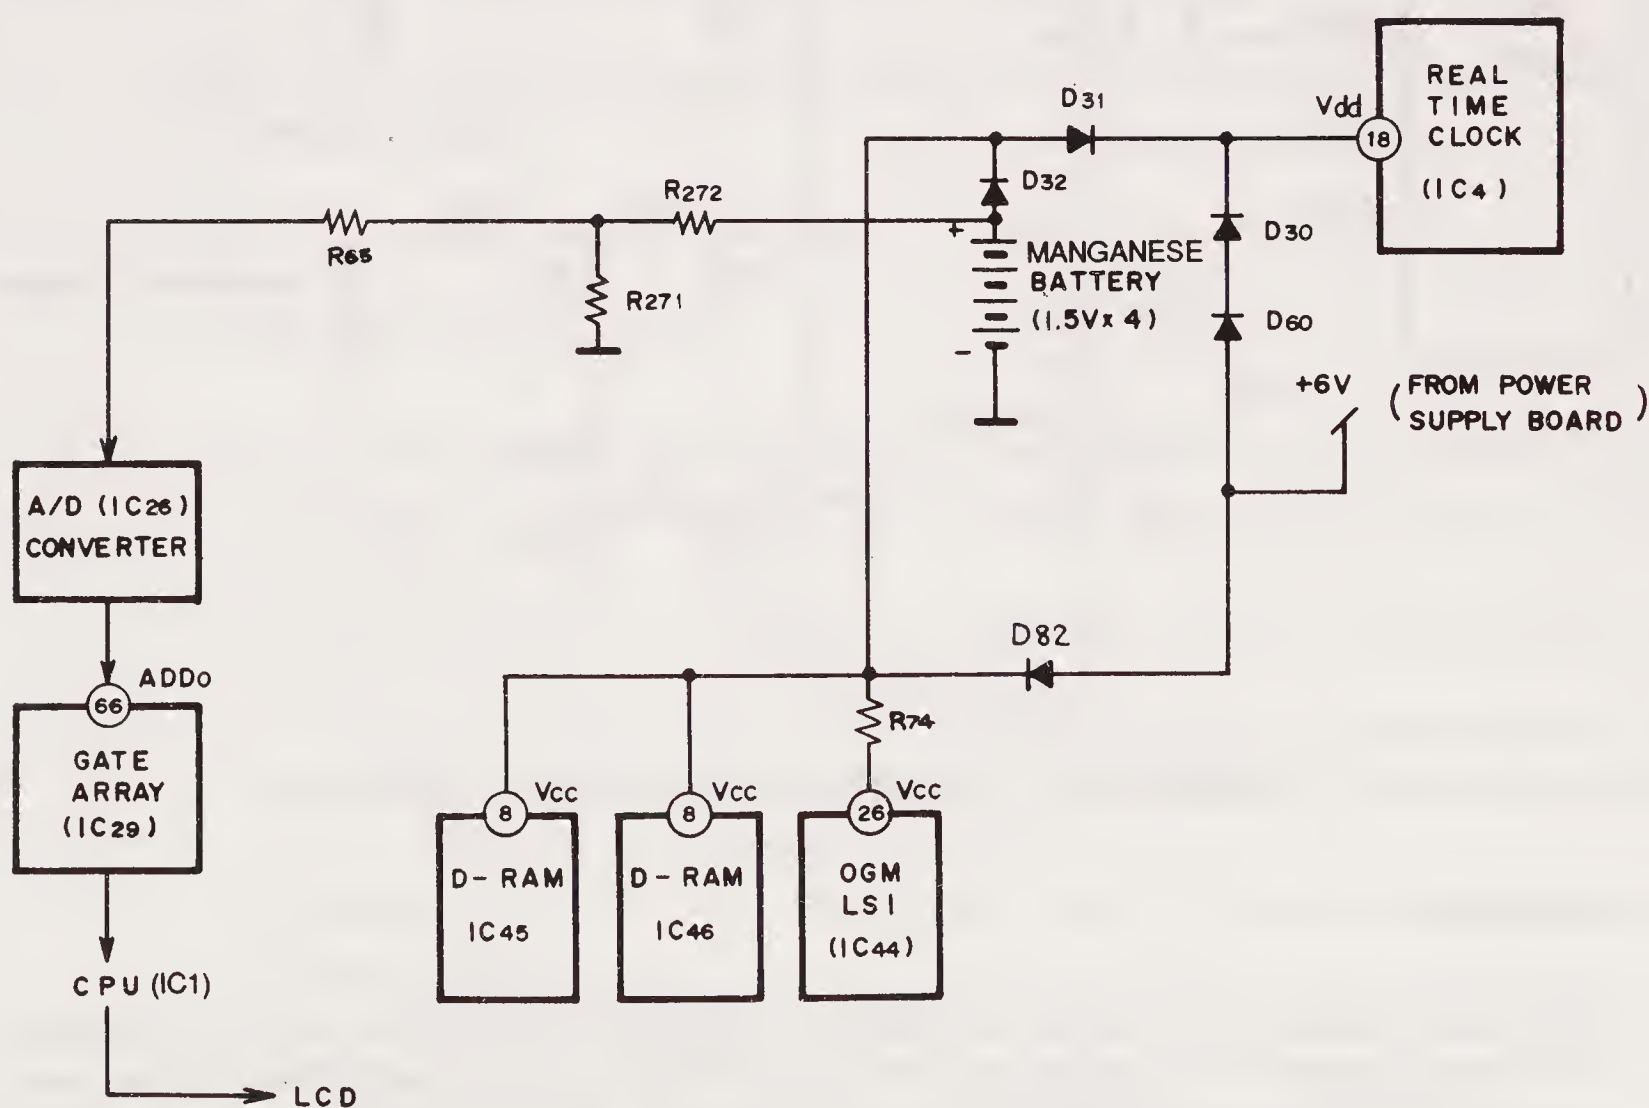 REAL
TIME
CLOCK
(IC4)
Vdd
18
D31
D32
R272
R65
R271
+
MANGANESE
BATTERY
(1.5V x 4)
-
D30
D60
+6V
(FROM POWER
SUPPLY BOARD)
A/D (IC26)
CONVERTER
ADD0
66
GATE
ARRAY
(IC29)
CPU (IC1)
LCD
D82
R74
Vcc
8
D-RAM
IC45
Vcc
8
D-RAM
IC46
Vcc
26
OGM
LSI
(IC44)